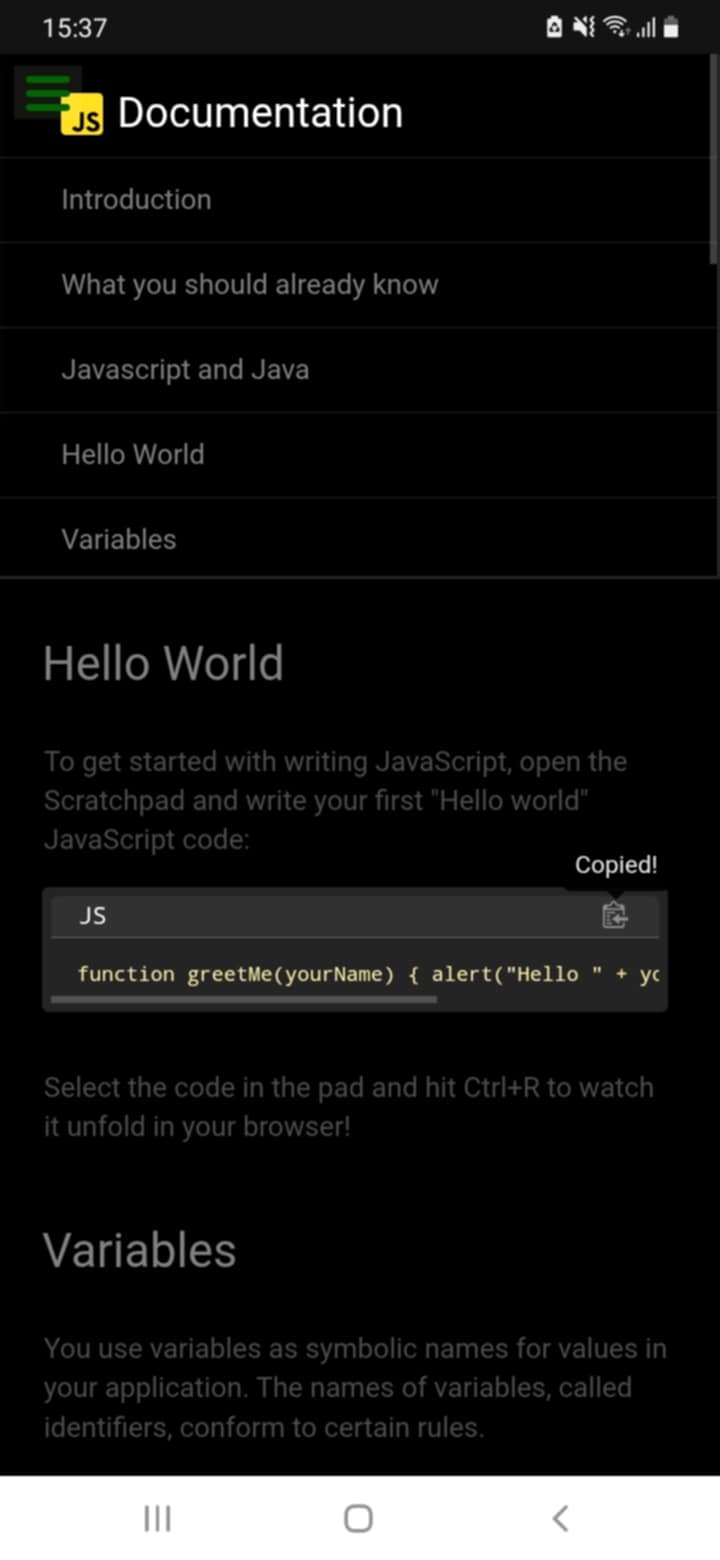 15:37
JS Documentation
Introduction
What you should already know
Javascript and Java
Hello World
Variables
Hello World
To get started with writing JavaScript, open the
Scratchpad and write your first "Hello world"
JavaScript code:
Copied!
JS
function greetMe(yourName) { alert("Hello " + yo
Select the code in the pad and hit Ctrl+R to watch
it unfold in your browser!
Variables
You use variables as symbolic names for values in
your application. The names of variables, called
identifiers, conform to certain rules.